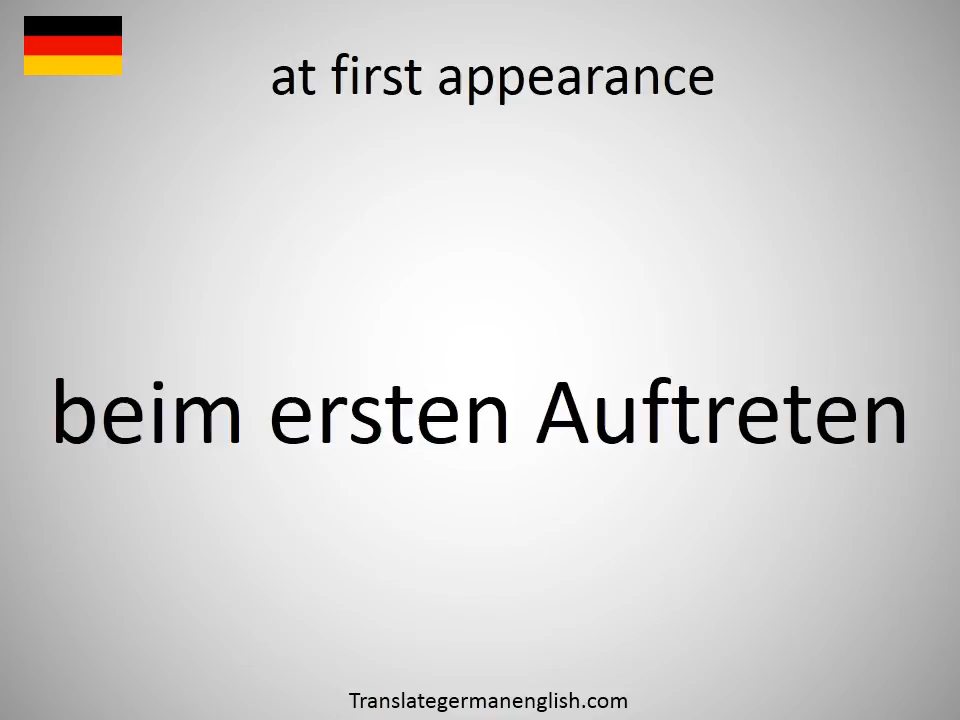 at first appearance
beim ersten Auftreten
Translategermanenglish.com